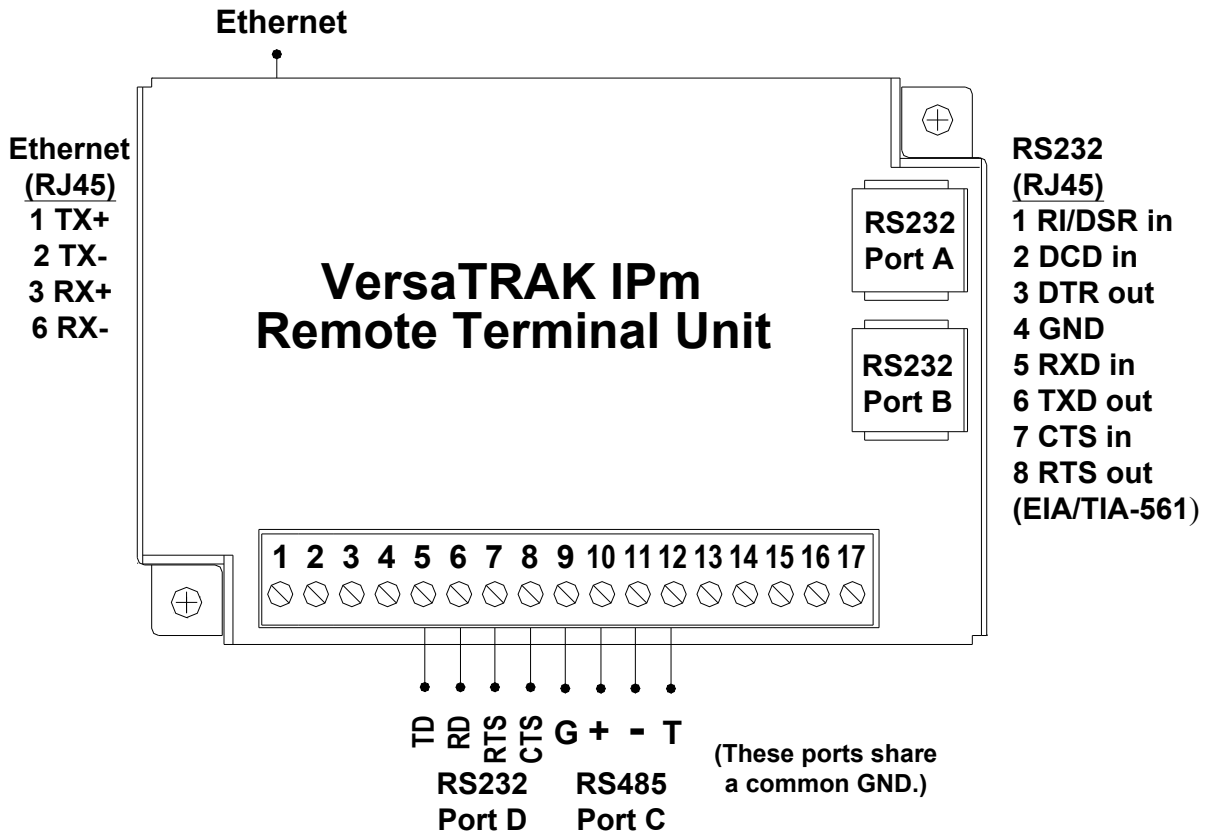 Ethernet
Ethernet
(RJ45)
1 TX+
2 TX-
3 RX+
6 RX-
VersaTRAK IPm
Remote Terminal Unit
RS232
Port A
RS232
Port B
RS232
(RJ45)
1 RI/DSR in
2 DCD in
3 DTR out
4 GND
5 RXD in
6 TXD out
7 CTS in
8 RTS out
(EIA/TIA-561)
1 2 3 4 5 6 7 8 9 10 11 12 13 14 15 16 17
TD RD RTS CTS G + - T
RS232
Port D
RS485
Port C
(These ports share
a common GND.)